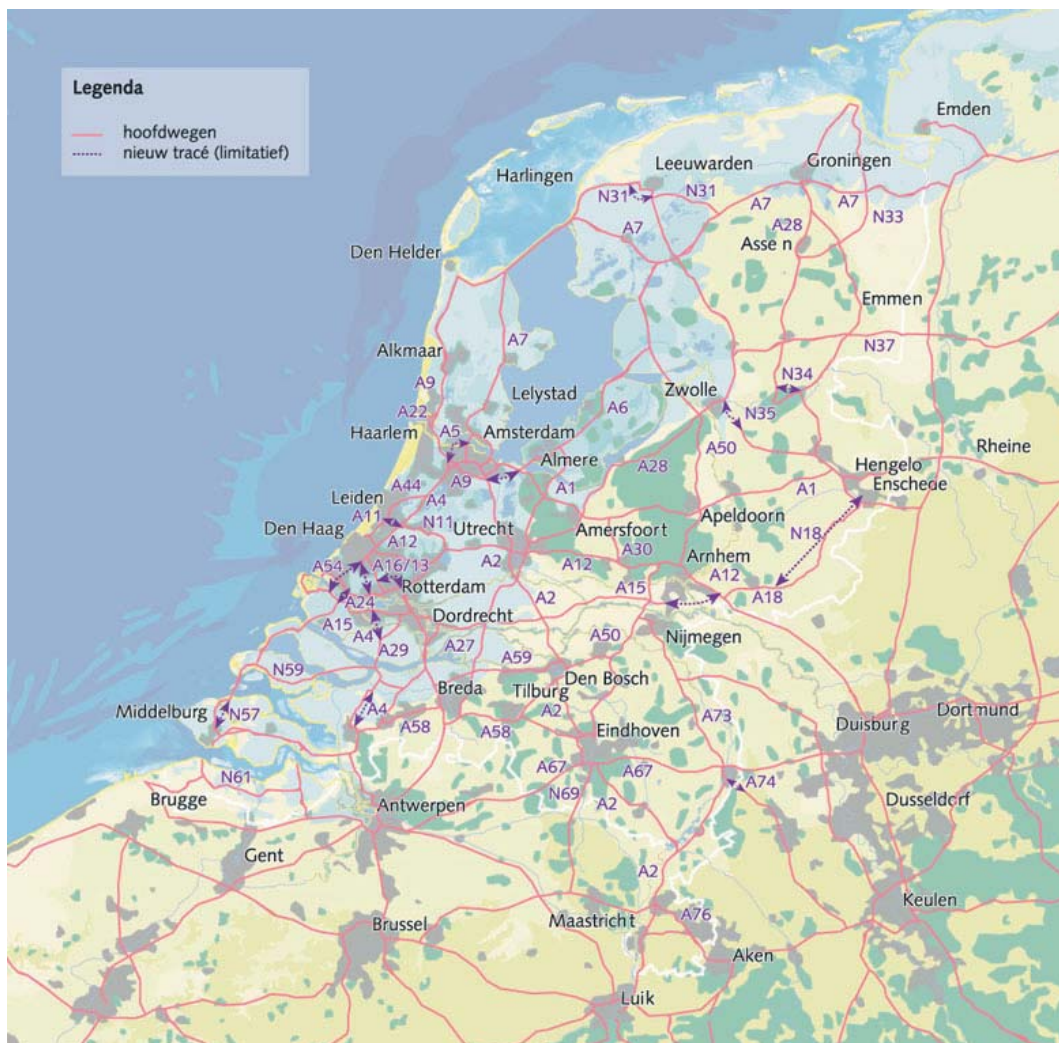 Legenda
hoofdwegen
nieuw tracé (limitatief)
Emden
Groningen
Leeuwarden
Harlingen
N31
N31
A7
A7
A7
A28
N33
Asse n
Den Helder
Emmen
A7
N37
Alkmaar
N34
A9
Lelystad
Zwolle
A6
N35
A22
Haarlem
A5
Amsterdam
A50
Rheine
Almere
A28
Hengelo
Enschede
A9
A44
A4
A1
A1
Leiden
A11
N11
Utrecht
Amersfoort
Apeldoorn
N18
Den Haag
A12
A30
Arnhem
A2
A12
A54
A16/13
Rotterdam
A15
A12
A18
A24
A2
Dordrecht
A15
A4
A29
A27
A50
Nijmegen
A59
N59
Den Bosch
Breda
Tilburg
Middelburg
N57
A4
A58
A2
A73
Dortmund
A58
Eindhoven
Duisburg
A67
A67
N61
A74
Brugge
N69
A2
Antwerpen
Dusseldorf
Gent
A2
Keulen
Brussel
Maastricht
A76
Aken
Luik